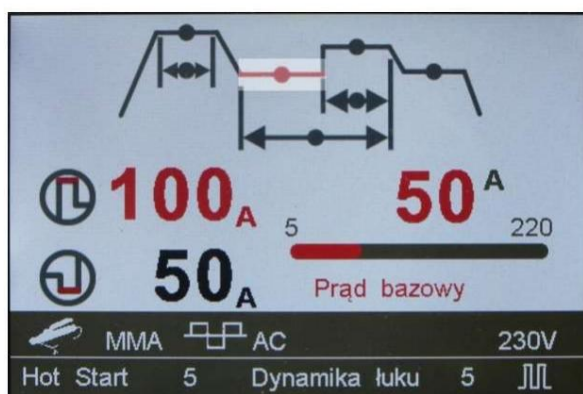 100A
50A
5
220
50A
Prąd bazowy
MMA AC 230V
Hot Start 5 Dynamika łuku 5